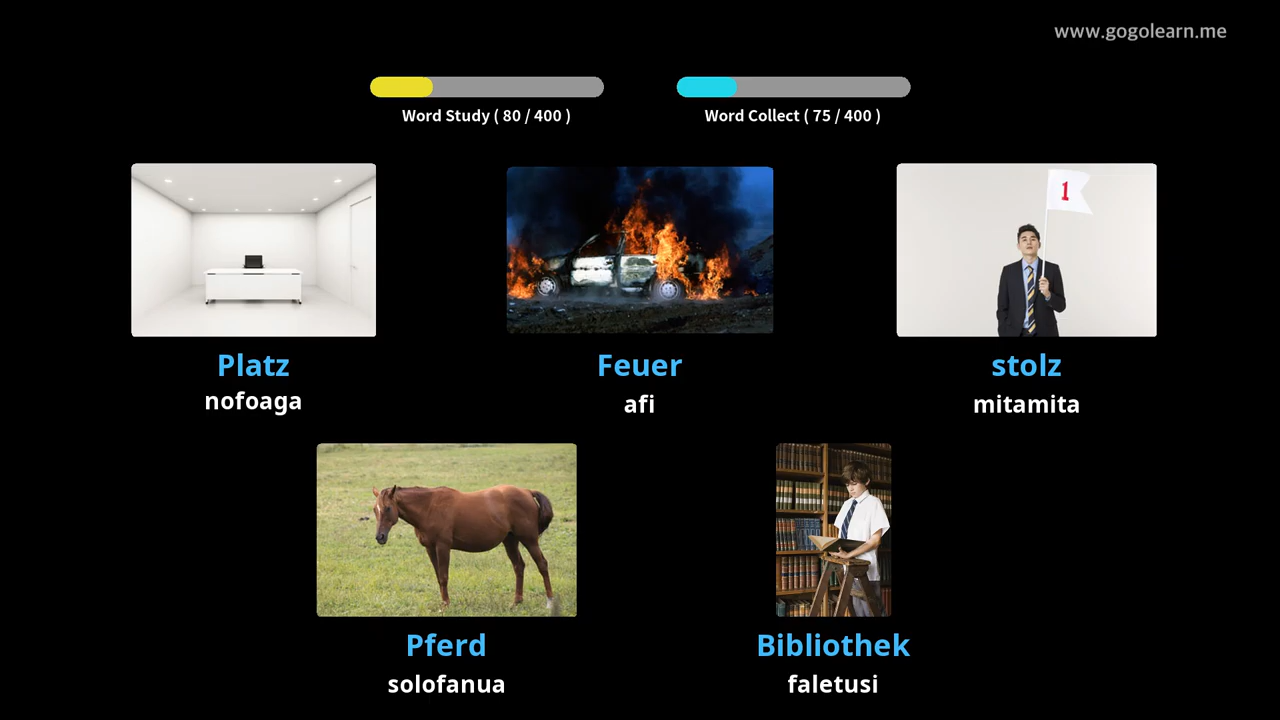 www.gogolearn.me
Word Study ( 80 / 400 )
Word Collect ( 75 / 400 )
1
Platz
nofoaga
Feuer
afi
stolz
mitamita
Pferd
solofanua
Bibliothek
faletusi